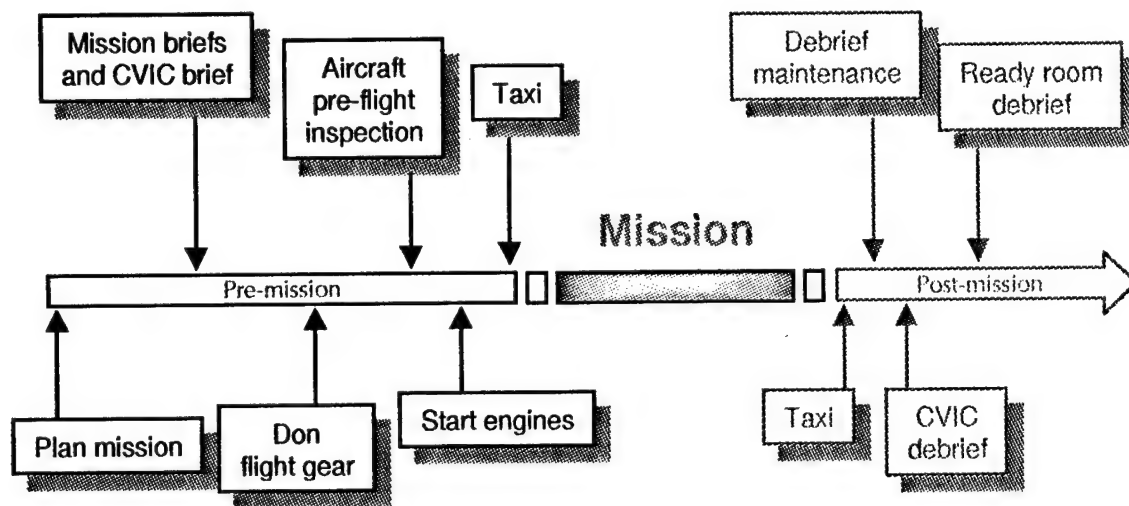 Mission briefs
and CVIC brief
Aircraft
pre-flight
inspection
Taxi
Debrief
maintenance
Ready room
debrief
Mission
Pre-mission
Post-mission
Plan mission
Don
flight gear
Start engines
Taxi
CVIC
debrief